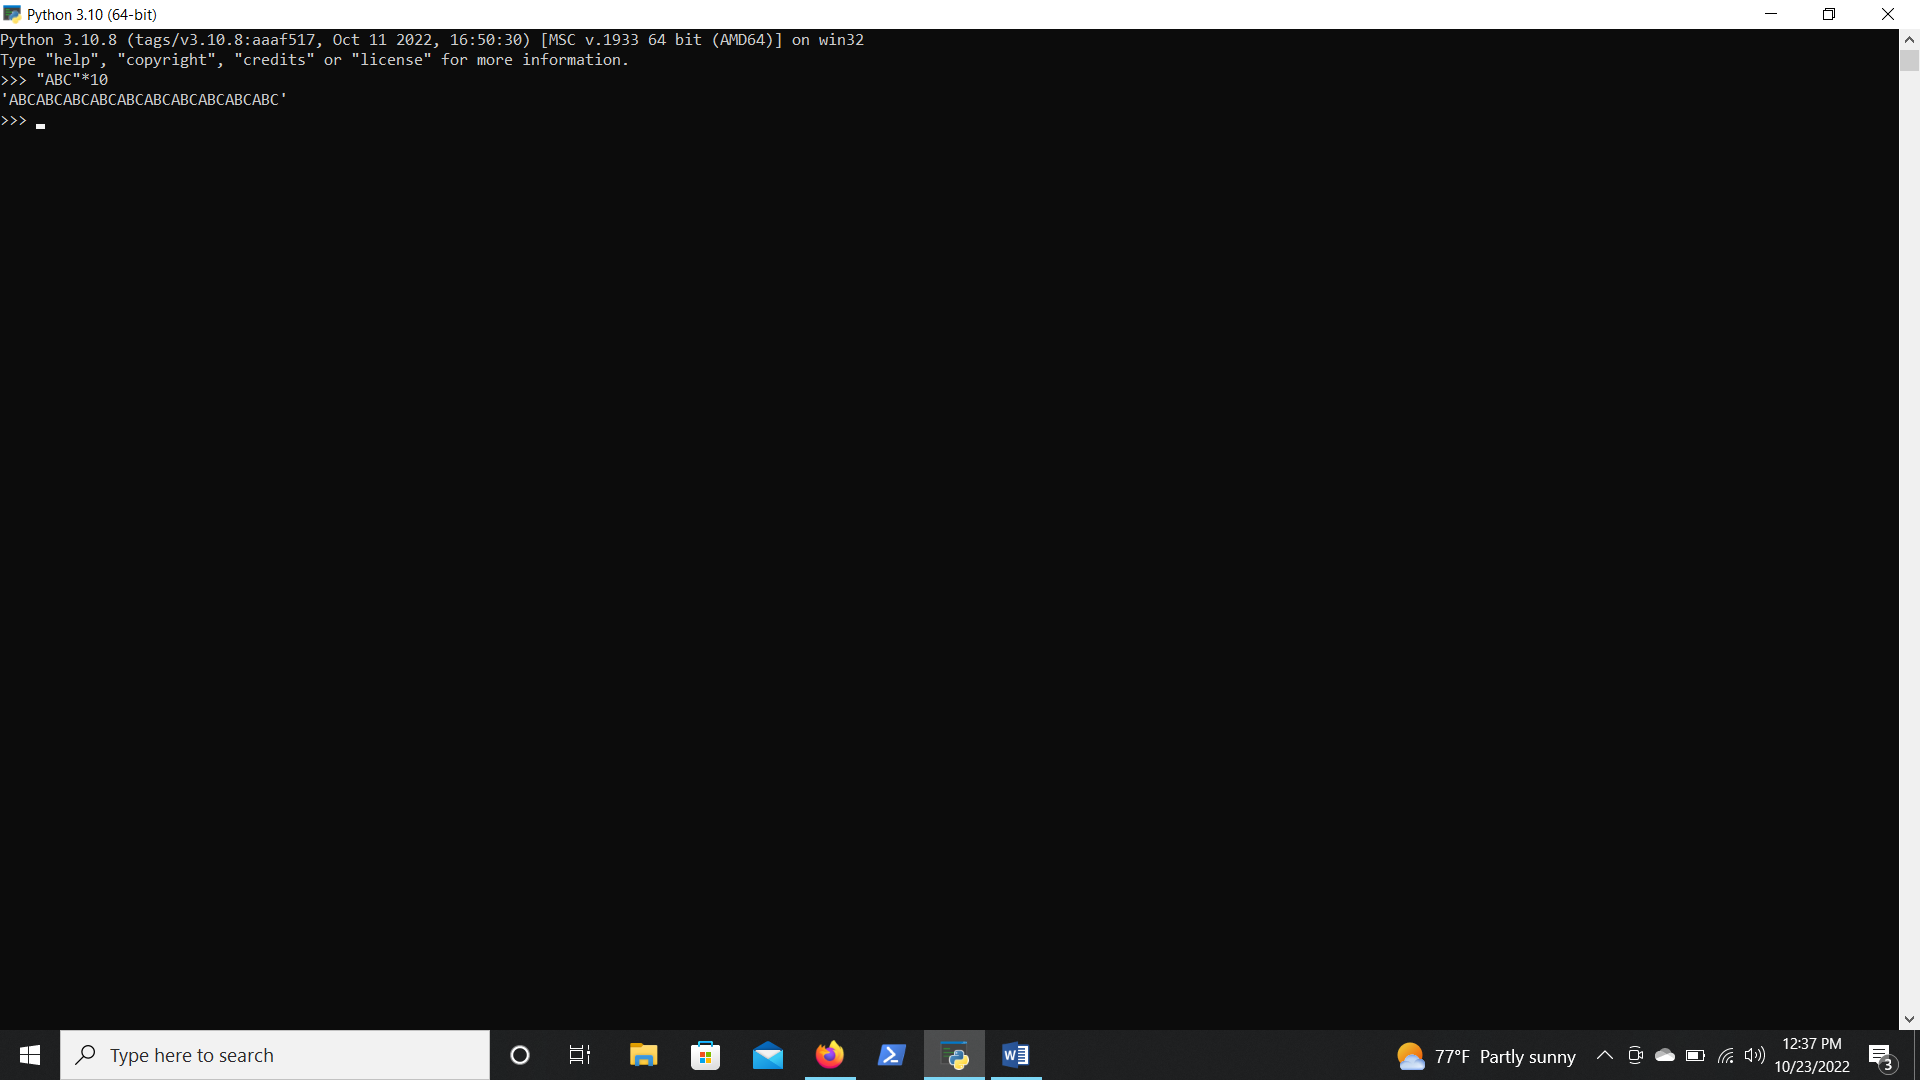 Python 3.10 (64-bit)
Python 3.10.8 (tags/v3.10.8:aaaf517, Oct 11 2022, 16:50:30) [MSC v.1933 64 bit (AMD64)] on win32
Type "help", "copyright", "credits" or "license" for more information.
>>> "ABC"*10
'ABCABCABCABCABCABCABCABCABCABC'
>>>
Type here to search
W
77°F Partly sunny
12:37 PM
10/23/2022
3